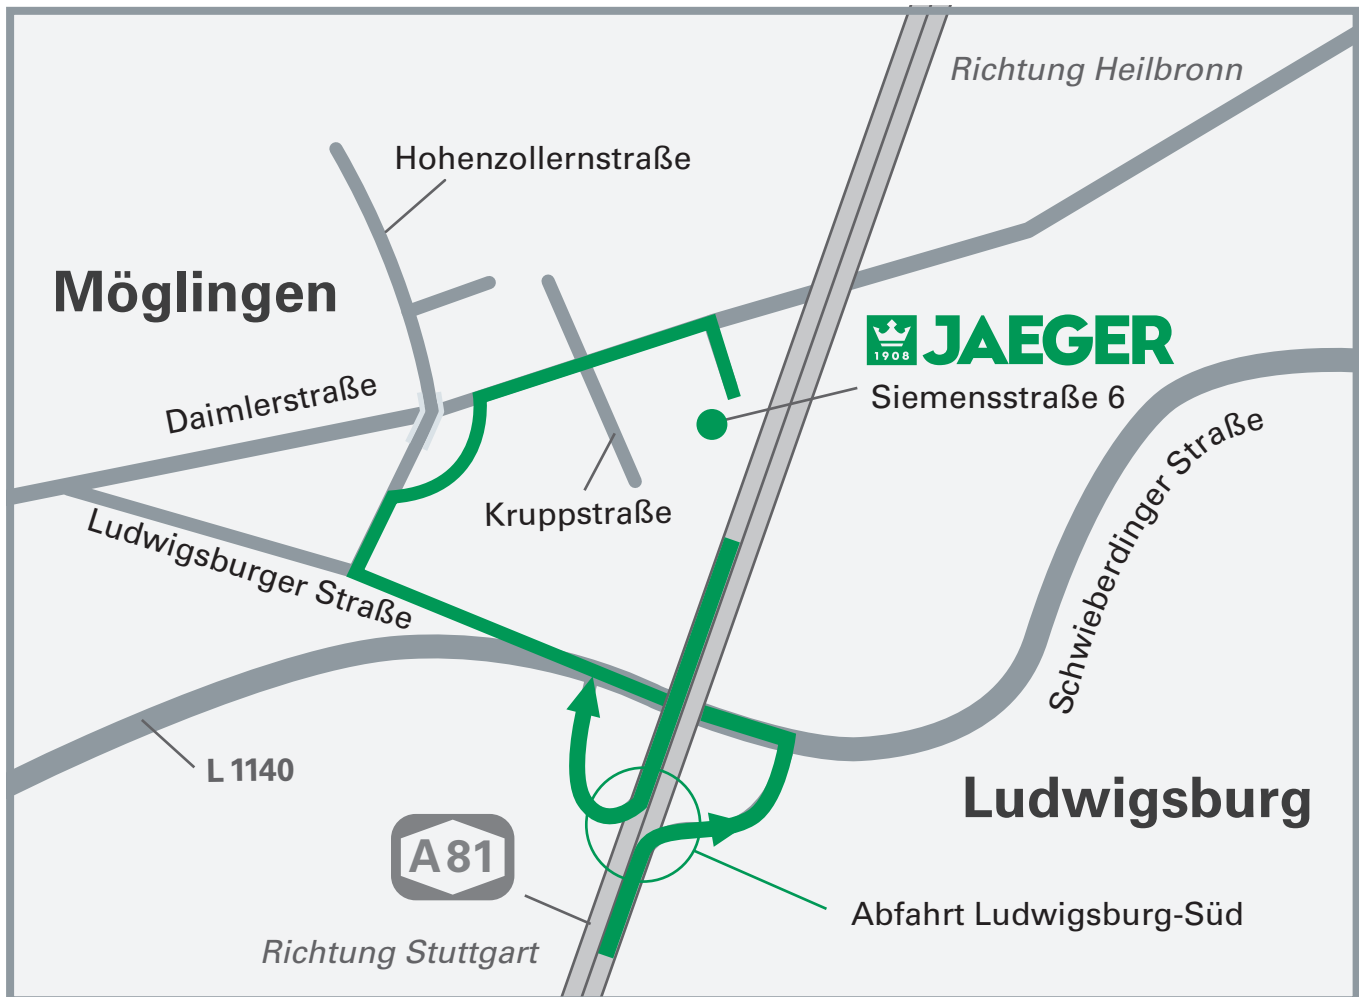 Richtung Heilbronn
Hohenzollernstraße
Möglingen
JAEGER
1908
Daimlerstraße
Siemensstraße 6
Kruppstraße
Schwieberdinger Straße
Ludwigsburger Straße
L 1140
Ludwigsburg
A 81
Abfahrt Ludwigsburg-Süd
Richtung Stuttgart